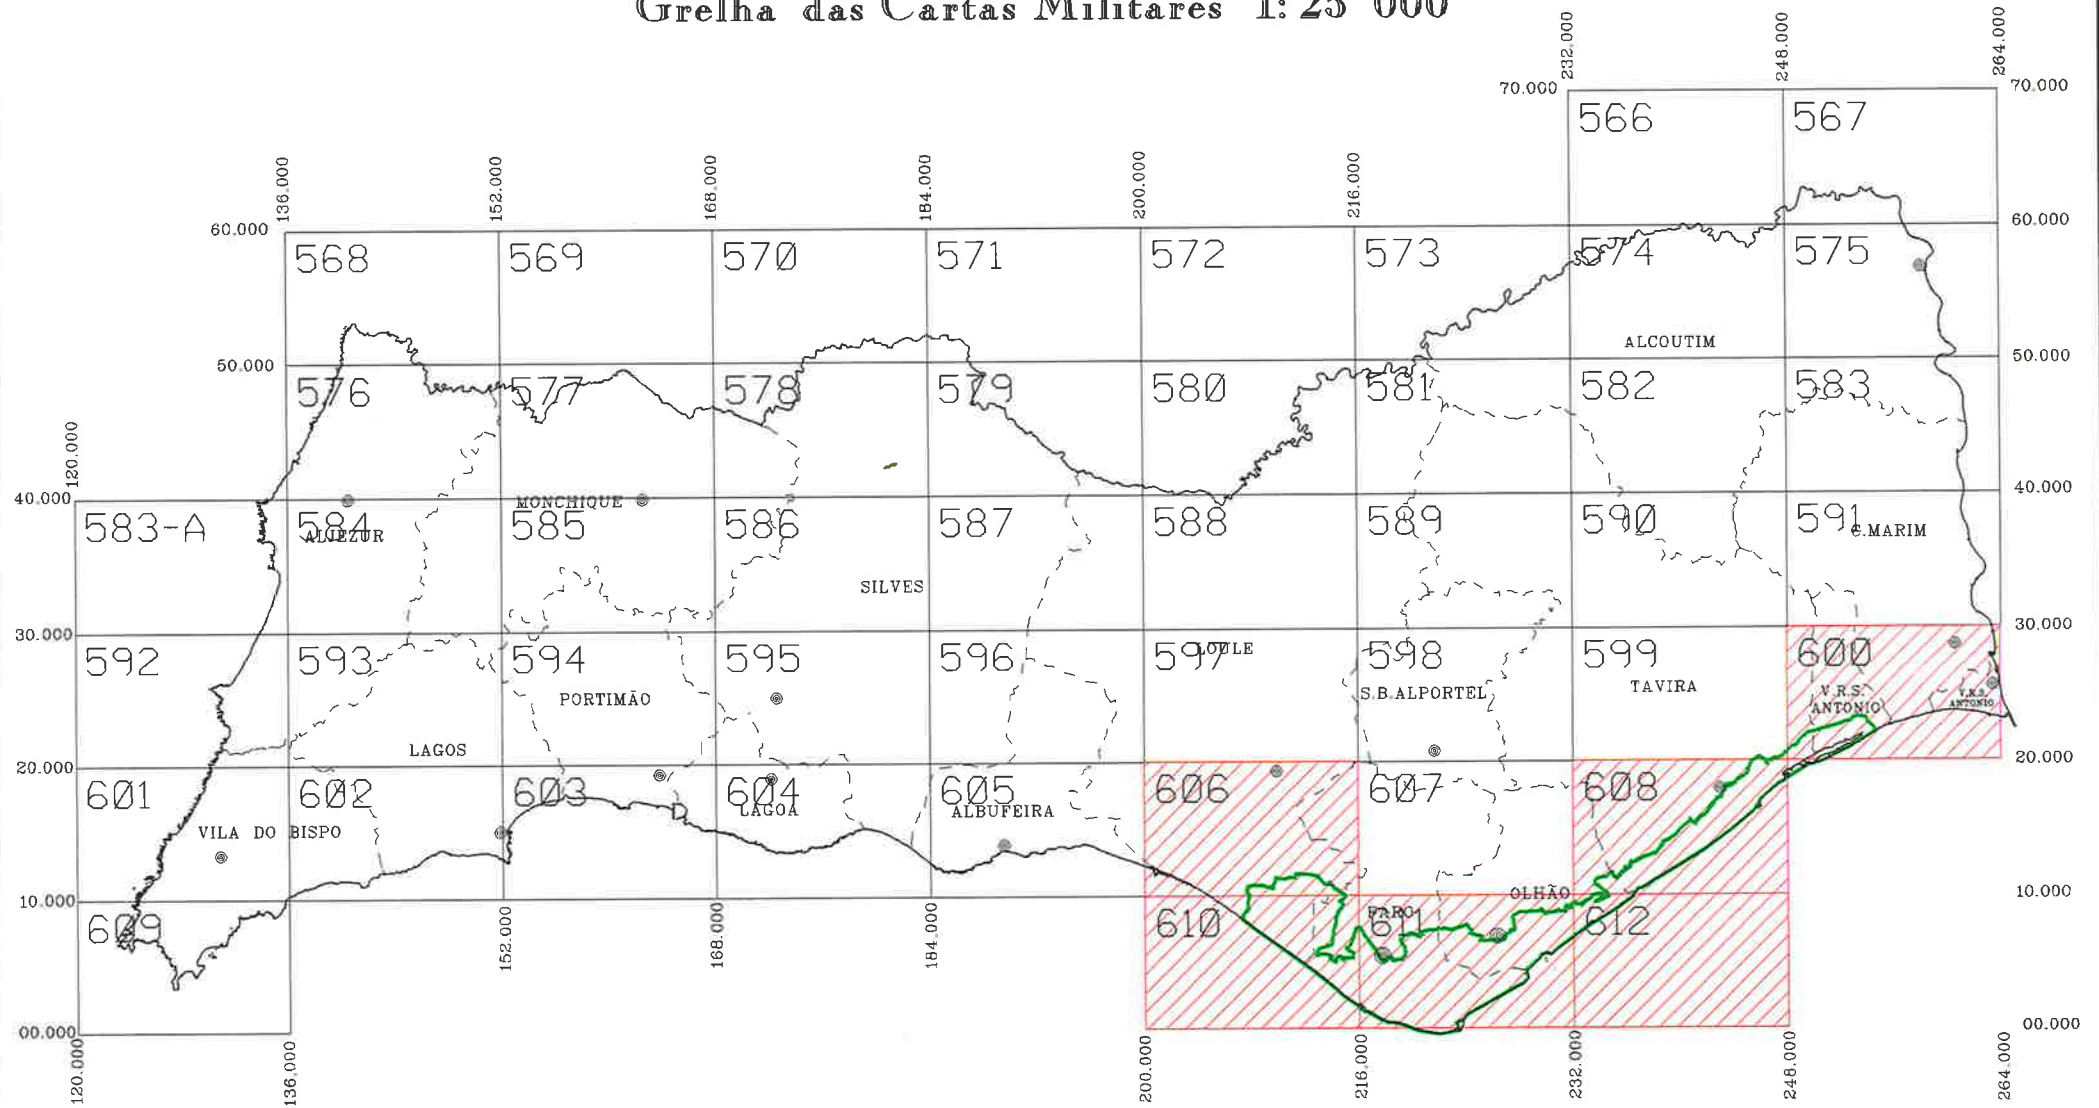 Grelha das Cartas Militares 1: 25 000
232.000 248.000 264.000
70.000 70.000
566 567
136.000 152.000 168.000 184.000 200.000 216.000
60.000 60.000
568 569 570 571 572 573 574 575
ALCOUTIM
50.000 50.000
576 577 578 579 580 581 582 583
120.000
40.000 40.000
MONCHIQUE
583-A 584 585 586 587 588 589 590 591
ALJEZUR C.MARIM
SILVES
30.000 30.000
592 593 594 595 596 597 598 599 600
LOULE
PORTIMÃO S.B.ALPORTEL TAVIRA V.R.S. ANTONIO V.R.S. ANTONIO
LAGOS
20.000 20.000
601 602 603 604 605 606 607 608
LAGOA ALBUFEIRA
VILA DO BISPO
OLHÃO
10.000 10.000
609 610 611 612
FARO
152.000 168.000 184.000
00.000 00.000
120.000 136.000 200.000 216.000 232.000 248.000 264.000